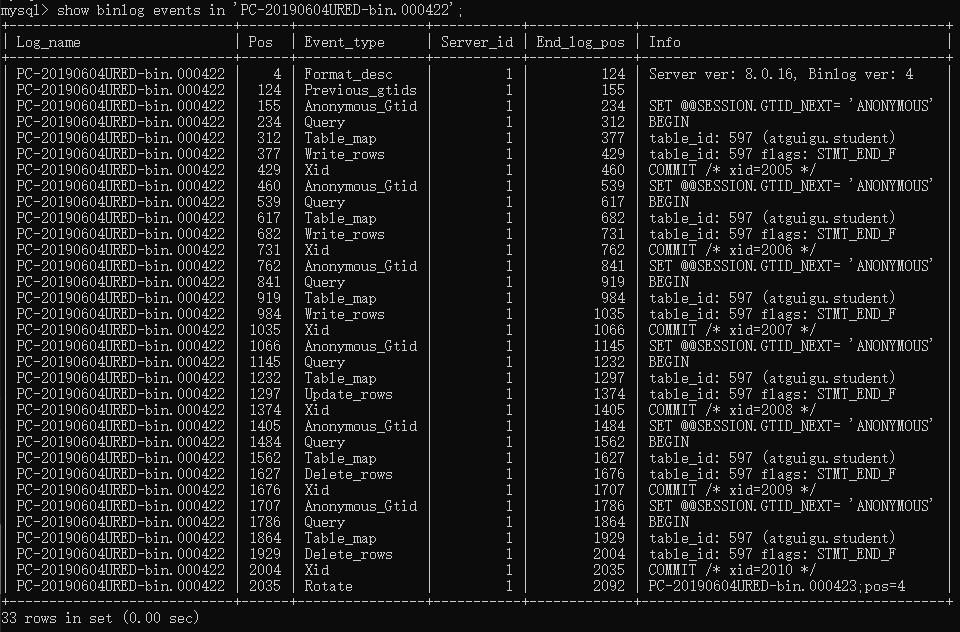 mysql> show binlog events in 'PC-20190604URED-bin.000422';
+----------------------------+------+----------------+-----------+-------------+--------------------------------------+
| Log_name | Pos | Event_type | Server_id | End_log_pos | Info |
+----------------------------+------+----------------+-----------+-------------+--------------------------------------+
| PC-20190604URED-bin.000422 | 4 | Format_desc | 1 | 124 | Server ver: 8.0.16, Binlog ver: 4 |
| PC-20190604URED-bin.000422 | 124 | Previous_gtids | 1 | 155 | |
| PC-20190604URED-bin.000422 | 155 | Anonymous_Gtid | 1 | 234 | SET @@SESSION.GTID_NEXT= 'ANONYMOUS' |
| PC-20190604URED-bin.000422 | 234 | Query | 1 | 312 | BEGIN |
| PC-20190604URED-bin.000422 | 312 | Table_map | 1 | 377 | table_id: 597 (atguigu.student) |
| PC-20190604URED-bin.000422 | 377 | Write_rows | 1 | 429 | table_id: 597 flags: STMT_END_F |
| PC-20190604URED-bin.000422 | 429 | Xid | 1 | 460 | COMMIT /* xid=2005 */ |
| PC-20190604URED-bin.000422 | 460 | Anonymous_Gtid | 1 | 539 | SET @@SESSION.GTID_NEXT= 'ANONYMOUS' |
| PC-20190604URED-bin.000422 | 539 | Query | 1 | 617 | BEGIN |
| PC-20190604URED-bin.000422 | 617 | Table_map | 1 | 682 | table_id: 597 (atguigu.student) |
| PC-20190604URED-bin.000422 | 682 | Write_rows | 1 | 731 | table_id: 597 flags: STMT_END_F |
| PC-20190604URED-bin.000422 | 731 | Xid | 1 | 762 | COMMIT /* xid=2006 */ |
| PC-20190604URED-bin.000422 | 762 | Anonymous_Gtid | 1 | 841 | SET @@SESSION.GTID_NEXT= 'ANONYMOUS' |
| PC-20190604URED-bin.000422 | 841 | Query | 1 | 919 | BEGIN |
| PC-20190604URED-bin.000422 | 919 | Table_map | 1 | 984 | table_id: 597 (atguigu.student) |
| PC-20190604URED-bin.000422 | 984 | Write_rows | 1 | 1035 | table_id: 597 flags: STMT_END_F |
| PC-20190604URED-bin.000422 | 1035 | Xid | 1 | 1066 | COMMIT /* xid=2007 */ |
| PC-20190604URED-bin.000422 | 1066 | Anonymous_Gtid | 1 | 1145 | SET @@SESSION.GTID_NEXT= 'ANONYMOUS' |
| PC-20190604URED-bin.000422 | 1145 | Query | 1 | 1232 | BEGIN |
| PC-20190604URED-bin.000422 | 1232 | Table_map | 1 | 1297 | table_id: 597 (atguigu.student) |
| PC-20190604URED-bin.000422 | 1297 | Update_rows | 1 | 1374 | table_id: 597 flags: STMT_END_F |
| PC-20190604URED-bin.000422 | 1374 | Xid | 1 | 1405 | COMMIT /* xid=2008 */ |
| PC-20190604URED-bin.000422 | 1405 | Anonymous_Gtid | 1 | 1484 | SET @@SESSION.GTID_NEXT= 'ANONYMOUS' |
| PC-20190604URED-bin.000422 | 1484 | Query | 1 | 1562 | BEGIN |
| PC-20190604URED-bin.000422 | 1562 | Table_map | 1 | 1627 | table_id: 597 (atguigu.student) |
| PC-20190604URED-bin.000422 | 1627 | Delete_rows | 1 | 1676 | table_id: 597 flags: STMT_END_F |
| PC-20190604URED-bin.000422 | 1676 | Xid | 1 | 1707 | COMMIT /* xid=2009 */ |
| PC-20190604URED-bin.000422 | 1707 | Anonymous_Gtid | 1 | 1786 | SET @@SESSION.GTID_NEXT= 'ANONYMOUS' |
| PC-20190604URED-bin.000422 | 1786 | Query | 1 | 1864 | BEGIN |
| PC-20190604URED-bin.000422 | 1864 | Table_map | 1 | 1929 | table_id: 597 (atguigu.student) |
| PC-20190604URED-bin.000422 | 1929 | Delete_rows | 1 | 2004 | table_id: 597 flags: STMT_END_F |
| PC-20190604URED-bin.000422 | 2004 | Xid | 1 | 2035 | COMMIT /* xid=2010 */ |
| PC-20190604URED-bin.000422 | 2035 | Rotate | 1 | 2092 | PC-20190604URED-bin.000423;pos=4 |
+----------------------------+------+----------------+-----------+-------------+--------------------------------------+
33 rows in set (0.00 sec)